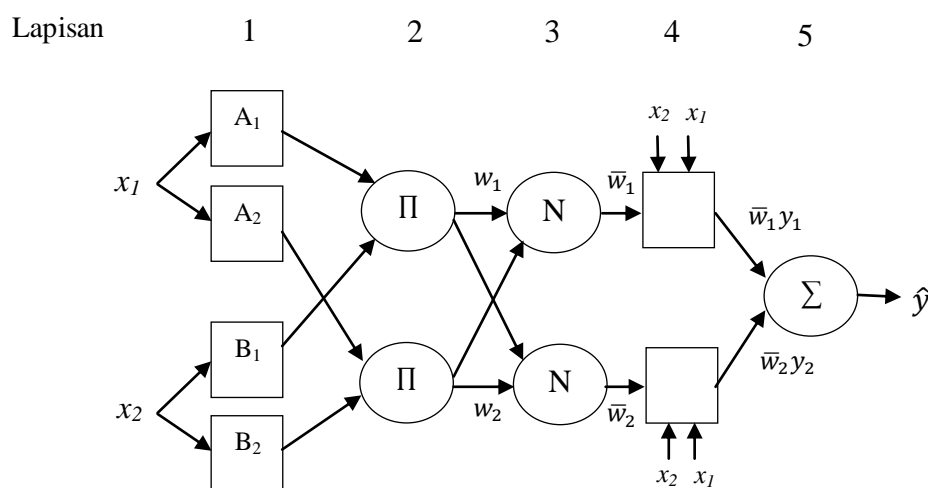 Lapisan 1 2 3 4 5
x₂ x₁
A₁
x₁
A₂
Π w₁ N w̅₁
w̅₁y₁
Σ ŷ
B₁
x₂
B₂
Π w₂ N w̅₂
w̅₂y₂
x₂ x₁